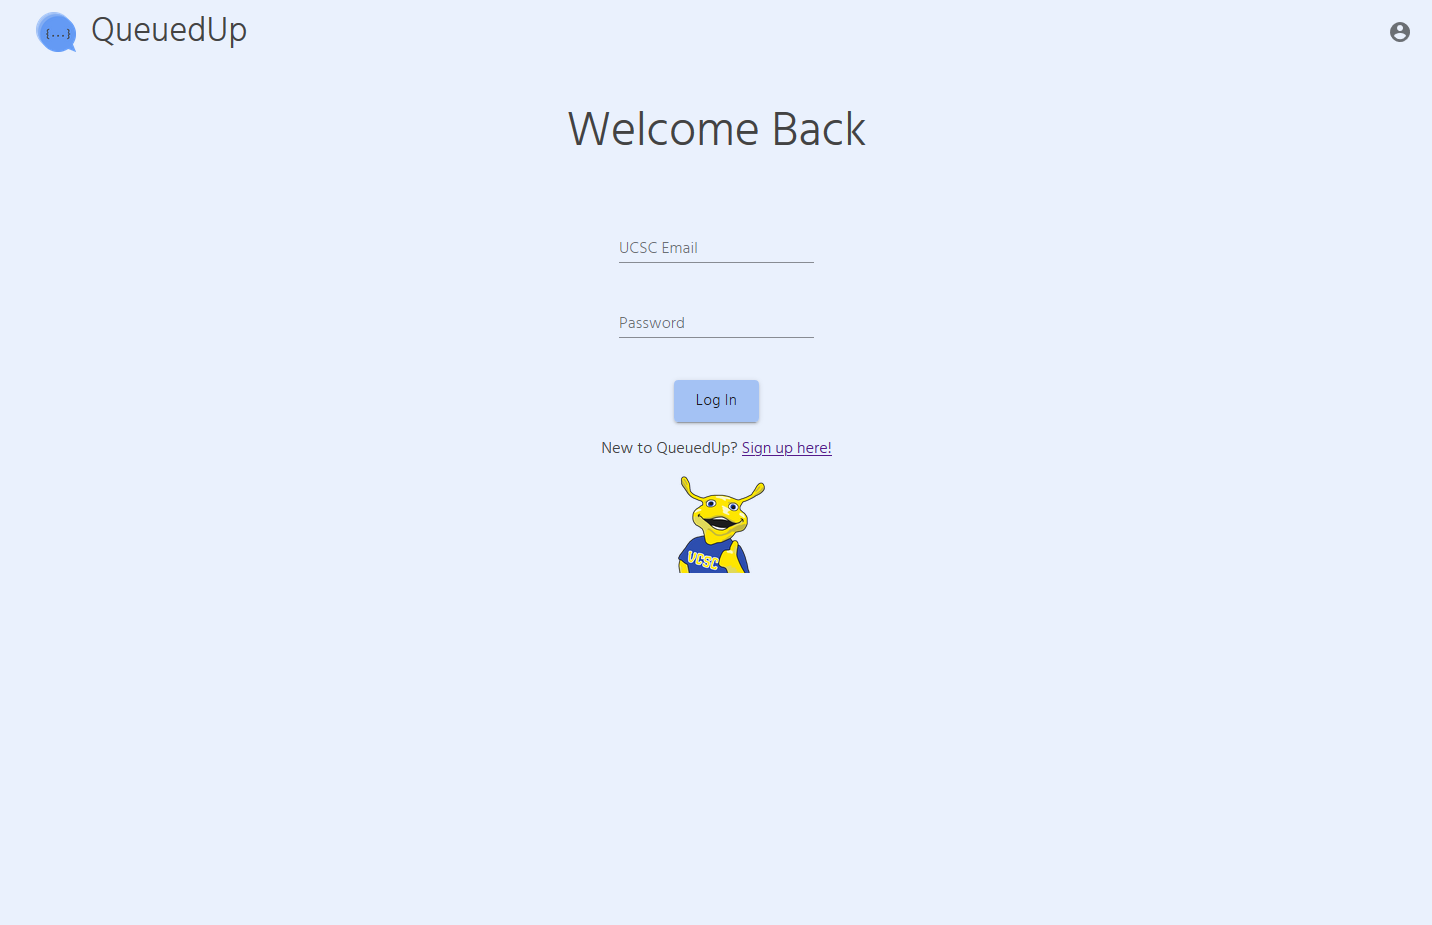 {...} QueuedUp
Welcome Back
UCSC Email
Password
Log In
New to QueuedUp? Sign up here!
UCSC